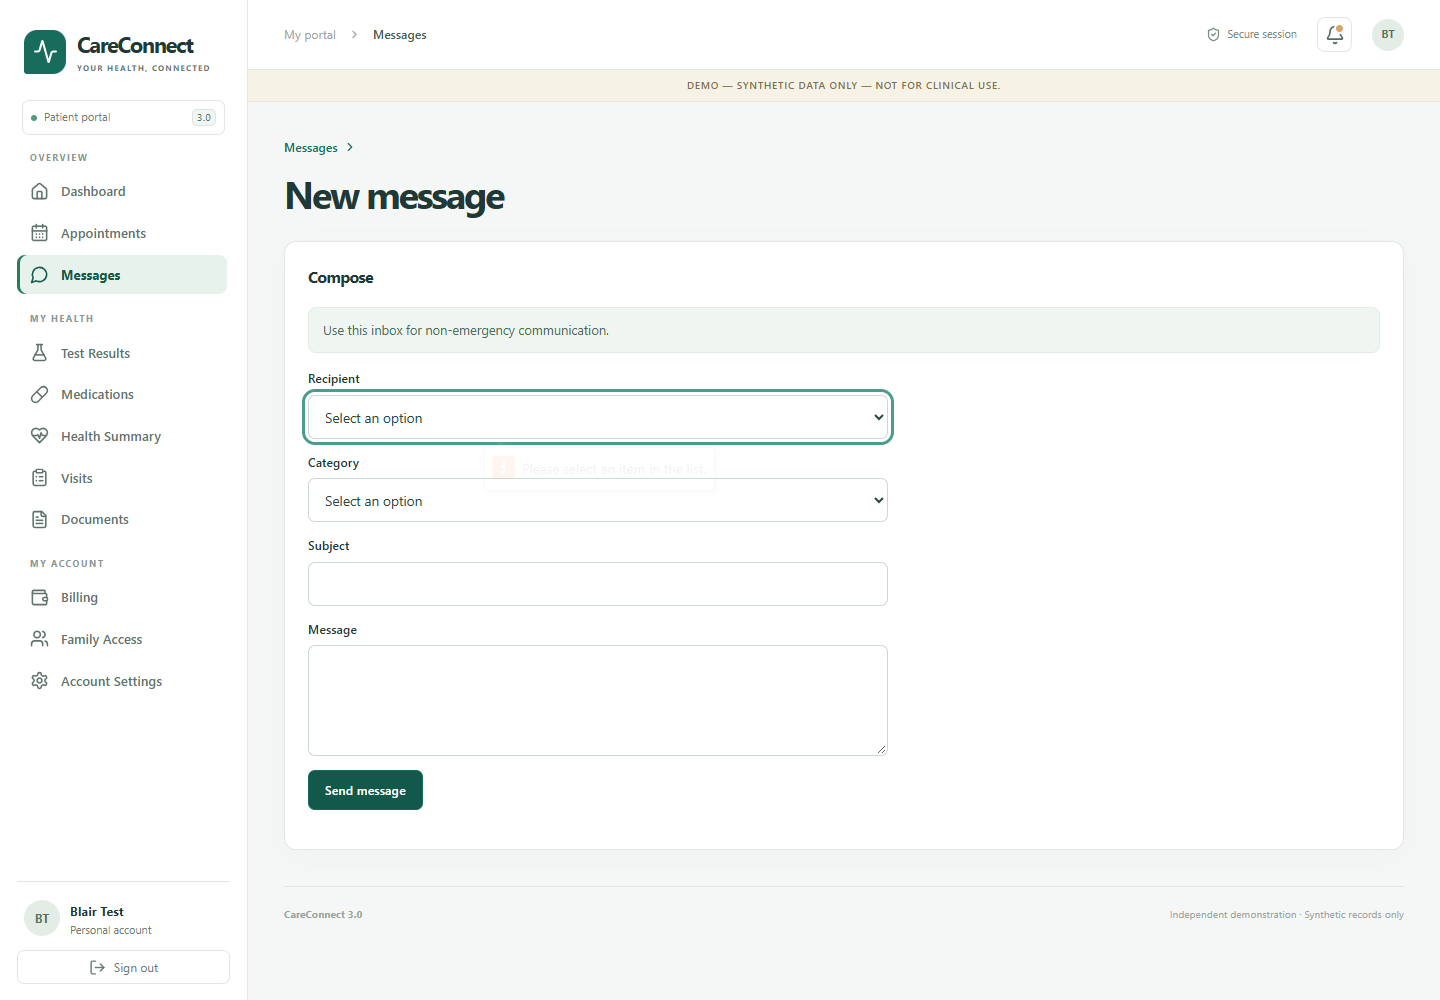 CareConnect
YOUR HEALTH, CONNECTED
Patient portal 3.0
OVERVIEW
Dashboard
Appointments
Messages
MY HEALTH
Test Results
Medications
Health Summary
Visits
Documents
MY ACCOUNT
Billing
Family Access
Account Settings
BT
Blair Test
Personal account
Sign out
My portal > Messages
Secure session
BT
DEMO — SYNTHETIC DATA ONLY — NOT FOR CLINICAL USE.
Messages >
New message
Compose
Use this inbox for non-emergency communication.
Recipient
Select an option
Please select an item in the list.
Category
Select an option
Subject
Message
Send message
CareConnect 3.0
Independent demonstration · Synthetic records only